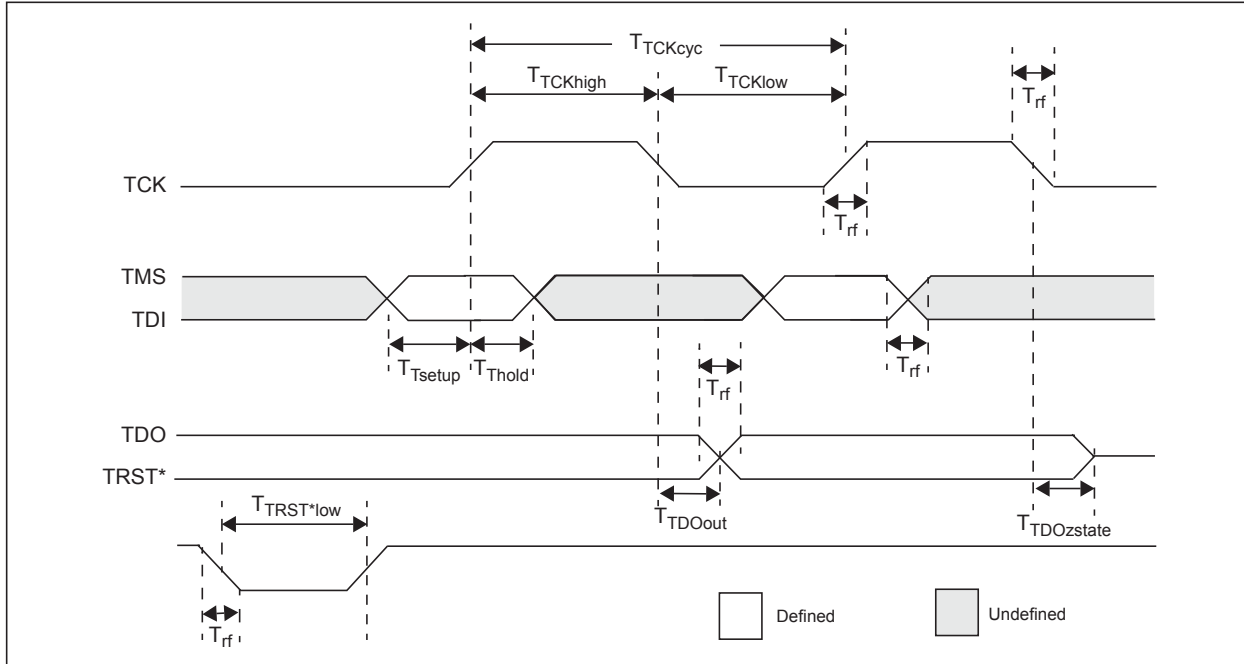 TTCKcyc
TTCKhigh
TTCKlow
Trf
TCK
Trf
TMS
TDI
TTsetup
TThold
Trf
Trf
TDO
TRST*
TTRST*low
TTDOout
TTDOzstate
Trf
Defined
Undefined